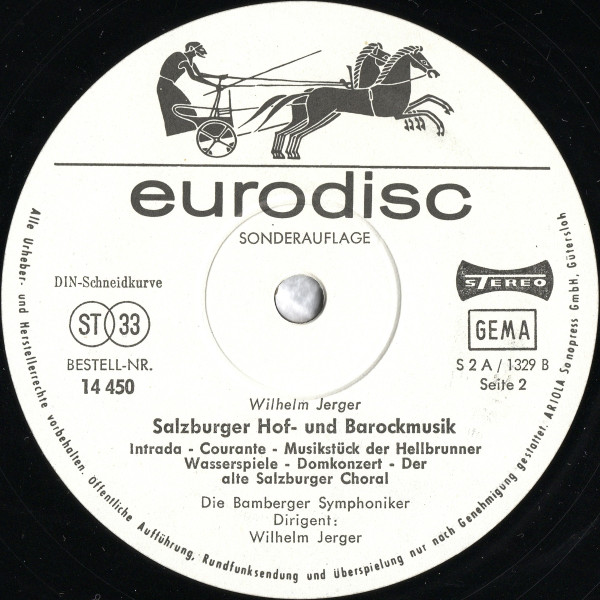 eurodisc
SONDERAUFLAGE
DIN-Schneidkurve
ST 33
BESTELL-NR.
14 450
STEREO
GEMA
S 2 A / 1329 B
Seite 2
Wilhelm Jerger
Salzburger Hof- und Barockmusik
Intrada - Courante - Musikstück der Hellbrunner
Wasserspiele - Domkonzert - Der
alte Salzburger Choral
Die Bamberger Symphoniker
Dirigent:
Wilhelm Jerger
Alle Urheber- und Herstellerrechte vorbehalten. Öffentliche Aufführung, Rundfunksendung und Überspielung nur nach Genehmigung gestattet. ARIOLA Sonopress GmbH, Gütersloh